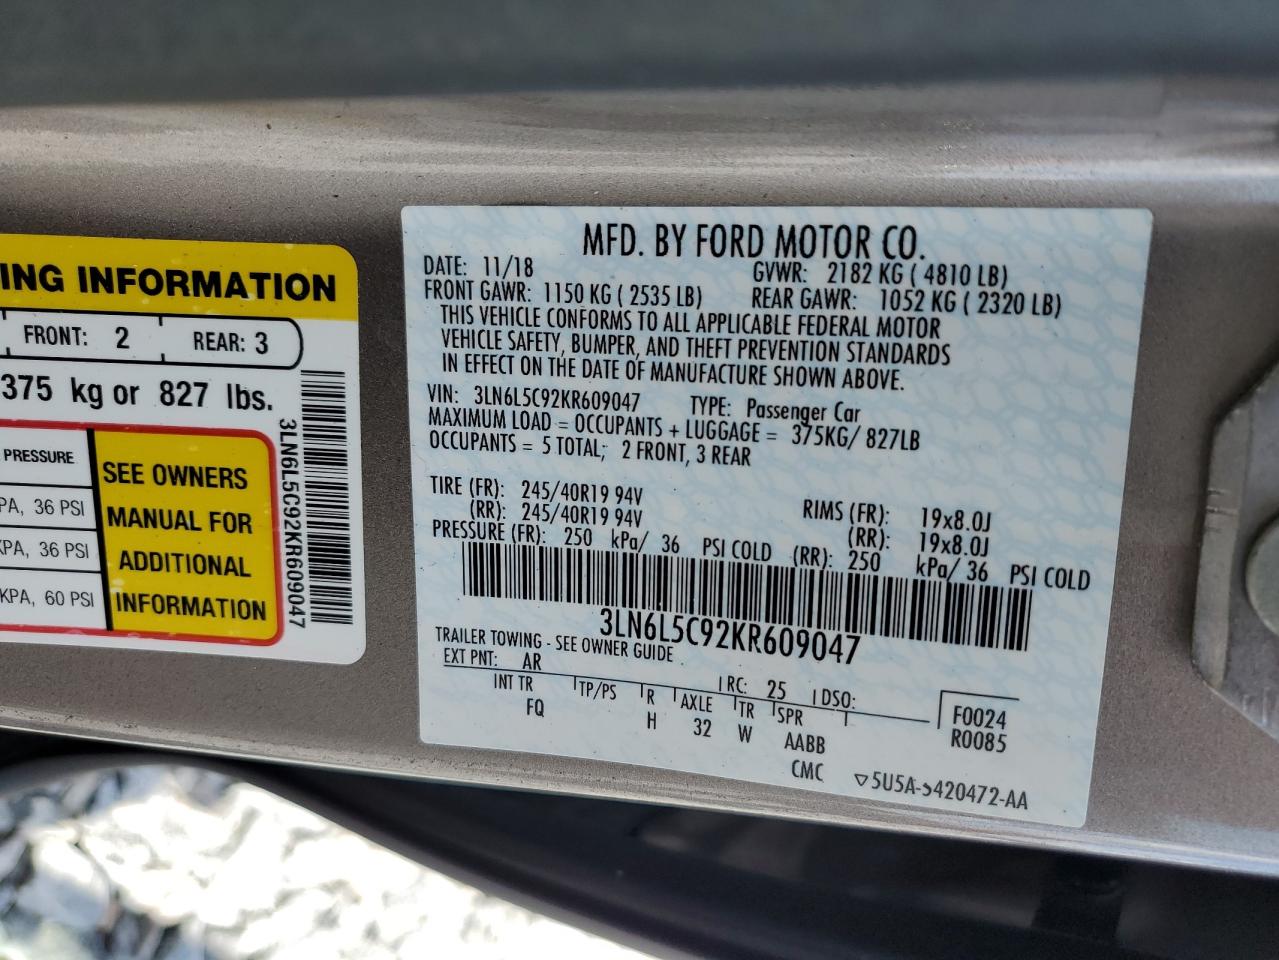 ING INFORMATION
FRONT: 2 REAR: 3
375 kg or 827 lbs.
PRESSURE
PA, 36 PSI
KPA, 36 PSI
KPA, 60 PSI
SEE OWNERS
MANUAL FOR
ADDITIONAL
INFORMATION
3LN6L5C92KR609047
MFD. BY FORD MOTOR CO.
DATE: 11/18 GVWR: 2182 KG ( 4810 LB)
FRONT GAWR: 1150 KG ( 2535 LB) REAR GAWR: 1052 KG ( 2320 LB)
THIS VEHICLE CONFORMS TO ALL APPLICABLE FEDERAL MOTOR
VEHICLE SAFETY, BUMPER, AND THEFT PREVENTION STANDARDS
IN EFFECT ON THE DATE OF MANUFACTURE SHOWN ABOVE.
VIN: 3LN6L5C92KR609047 TYPE: Passenger Car
MAXIMUM LOAD = OCCUPANTS + LUGGAGE = 375KG/ 827LB
OCCUPANTS = 5 TOTAL; 2 FRONT, 3 REAR
TIRE (FR): 245/40R19 94V RIMS (FR): 19x8.0J
(RR): 245/40R19 94V (RR): 19x8.0J
PRESSURE (FR): 250 kPa/ 36 PSI COLD (RR): 250 kPa/ 36 PSI COLD
3LN6L5C92KR609047
TRAILER TOWING - SEE OWNER GUIDE
EXT PNT: AR RC: 25 DSO:
INT TR TP/PS R AXLE TR SPR
FQ H 32 W AABB
CMC
F0024
R0085
▽5U5A-5420472-AA